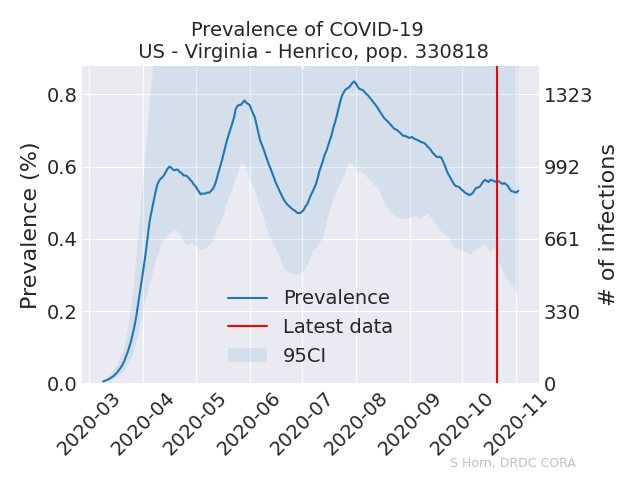 Prevalence of COVID-19
US - Virginia - Henrico, pop. 330818
Prevalence (%)
0.8
0.6
0.4
0.2
0.0
1323
992
661
330
0
# of infections
Prevalence
Latest data
95CI
2020-03
2020-04
2020-05
2020-06
2020-07
2020-08
2020-09
2020-10
2020-11
S Horn, DRDC CORA